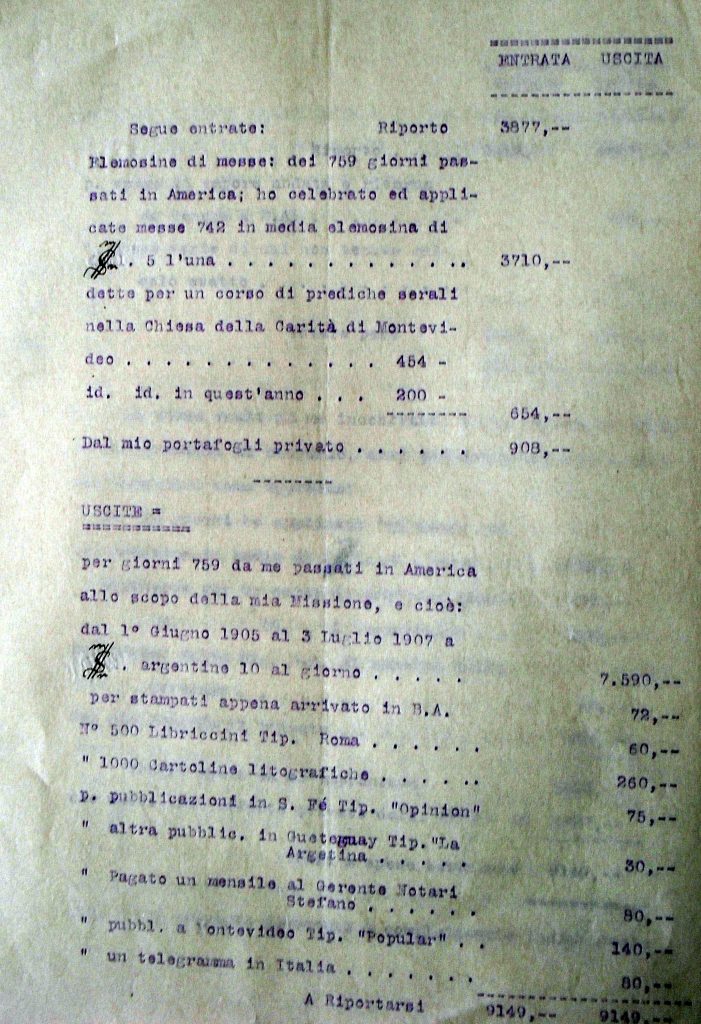 ENTRATA USCITA
Segue entrate: Riporto 3877,--
Elemosine di messe: dei 759 giorni pas-
sati in America; ho celebrato ed appli-
cate messe 742 in media elemosina di
$. 5 l'una . . . . . . . . . . . . . .. 3710,--
dette per un corso di prediche serali
nella Chiesa della Carità di Montevi-
deo . . . . . . . . . . . . . 454 -
id. id. in quest'anno . . . 200 -
654,--
Dal mio portafogli privato . . . . . . 908,--
USCITE =
per giorni 759 da me passati in America
allo scopo della mia Missione, e cioè:
dal 1º Giugno 1905 al 3 Luglio 1907 a
$. argentine 10 al giorno . . . . . 7.590,--
per stampati appena arrivato in B.A. 72,--
Nº 500 Libriccini Tip. Roma . . . . . . 60,--
" 1000 Cartoline litografiche . . . . .. 260,--
p. pubblicazioni in S. Fé Tip. "Opinion" 75,--
" altra pubblic. in Gueteguay Tip. "La
Argetina . . . . . 30,--
" Pagato un mensile al Gerente Notari
Stefano . . . . . . 80,--
" pubbl. a Montevideo Tip. "Popular" . . 140,--
" un telegramma in Italia . . . . . . . 80,--
A Riportarsi 9149,-- 9149,--